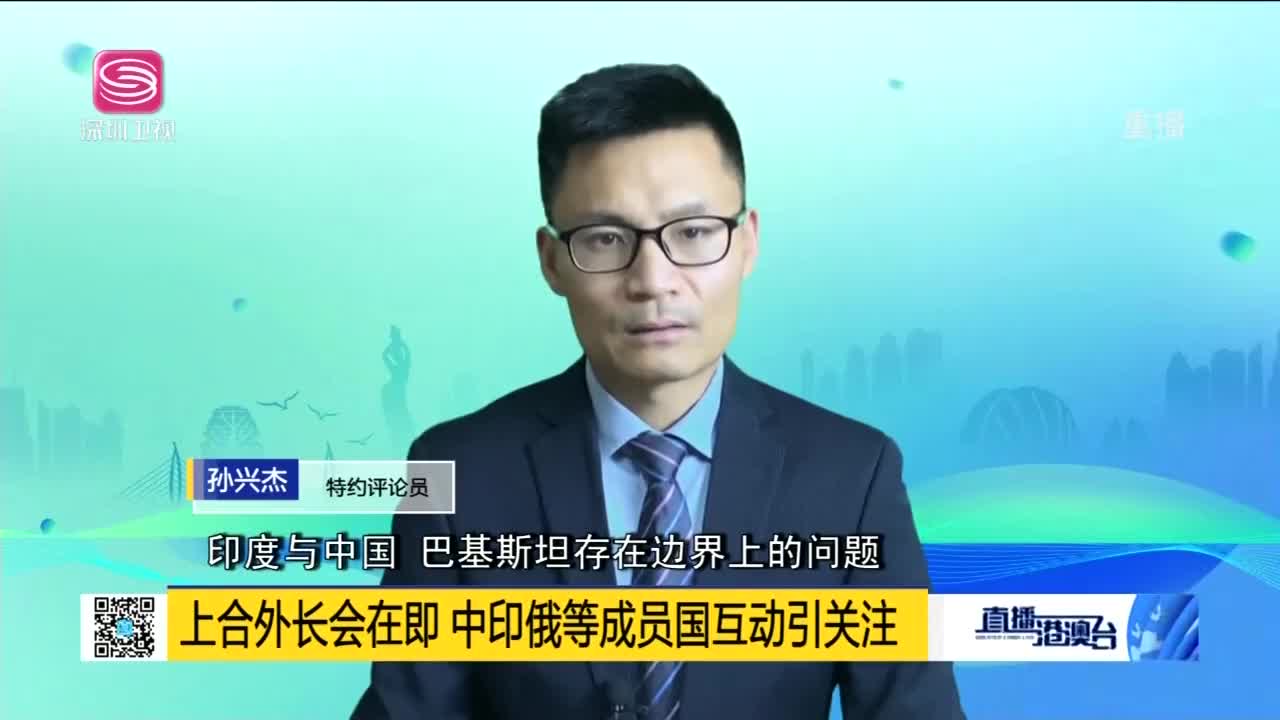 深圳卫视
重播
孙兴杰
特约评论员
印度与中国 巴基斯坦存在边界上的问题
上合外长会在即 中印俄等成员国互动引关注
直播港澳台